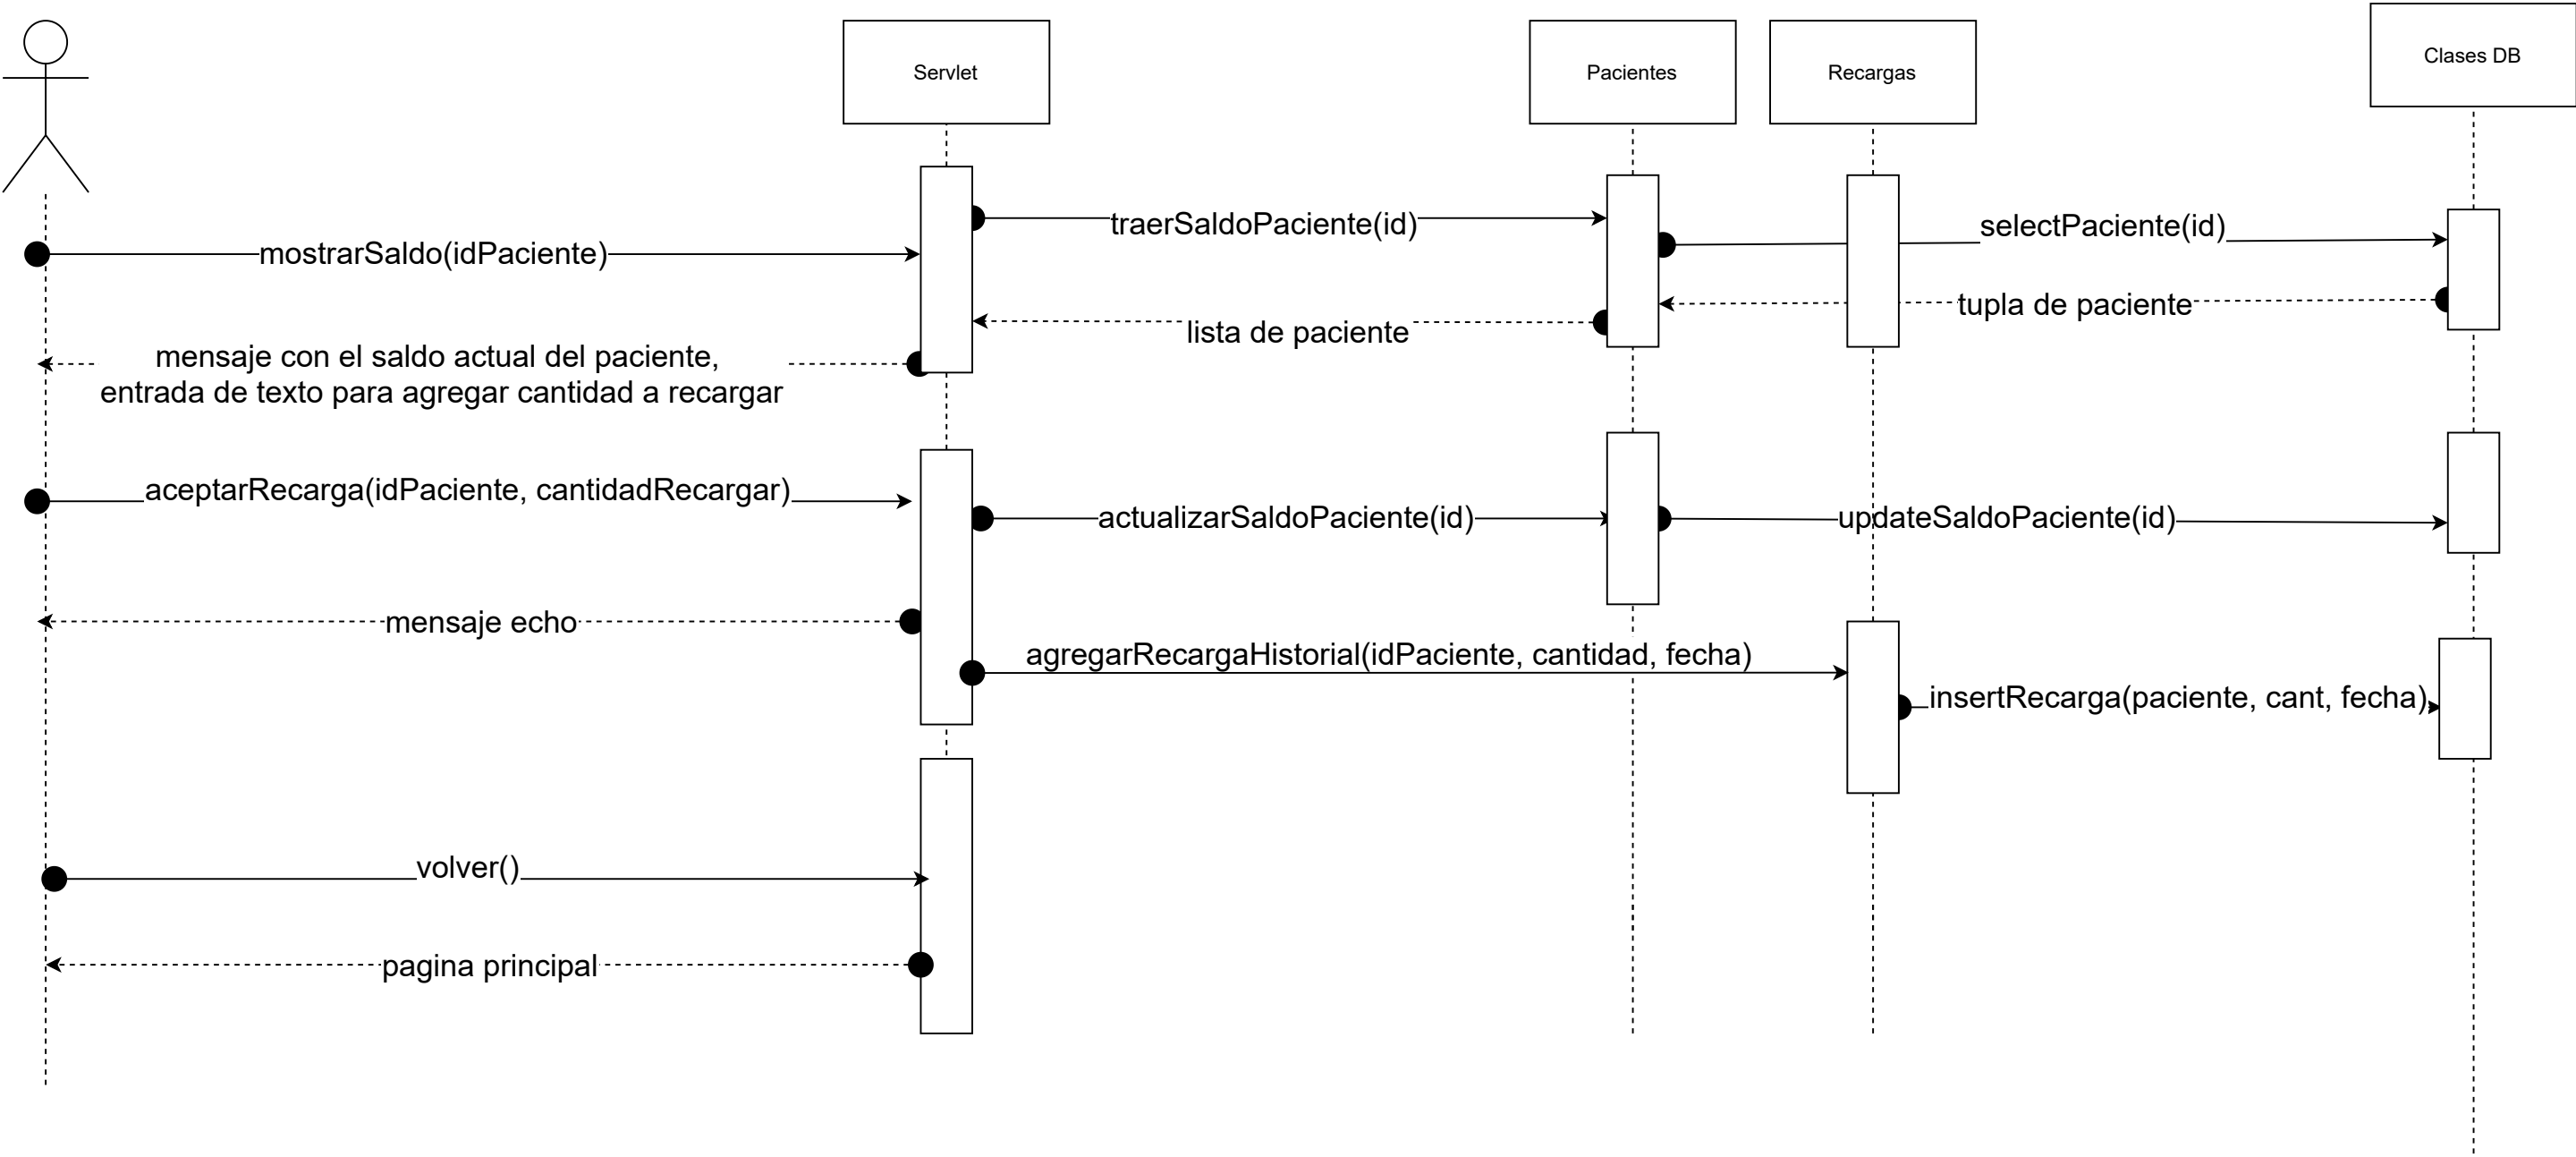 Servlet
Pacientes
Recargas
Clases DB
traerSaldoPaciente(id)
selectPaciente(id)
mostrarSaldo(idPaciente)
tupla de paciente
lista de paciente
mensaje con el saldo actual del paciente,
entrada de texto para agregar cantidad a recargar
aceptarRecarga(idPaciente, cantidadRecargar)
actualizarSaldoPaciente(id)
updateSaldoPaciente(id)
mensaje echo
agregarRecargaHistorial(idPaciente, cantidad, fecha)
insertRecarga(paciente, cant, fecha)
volver()
pagina principal